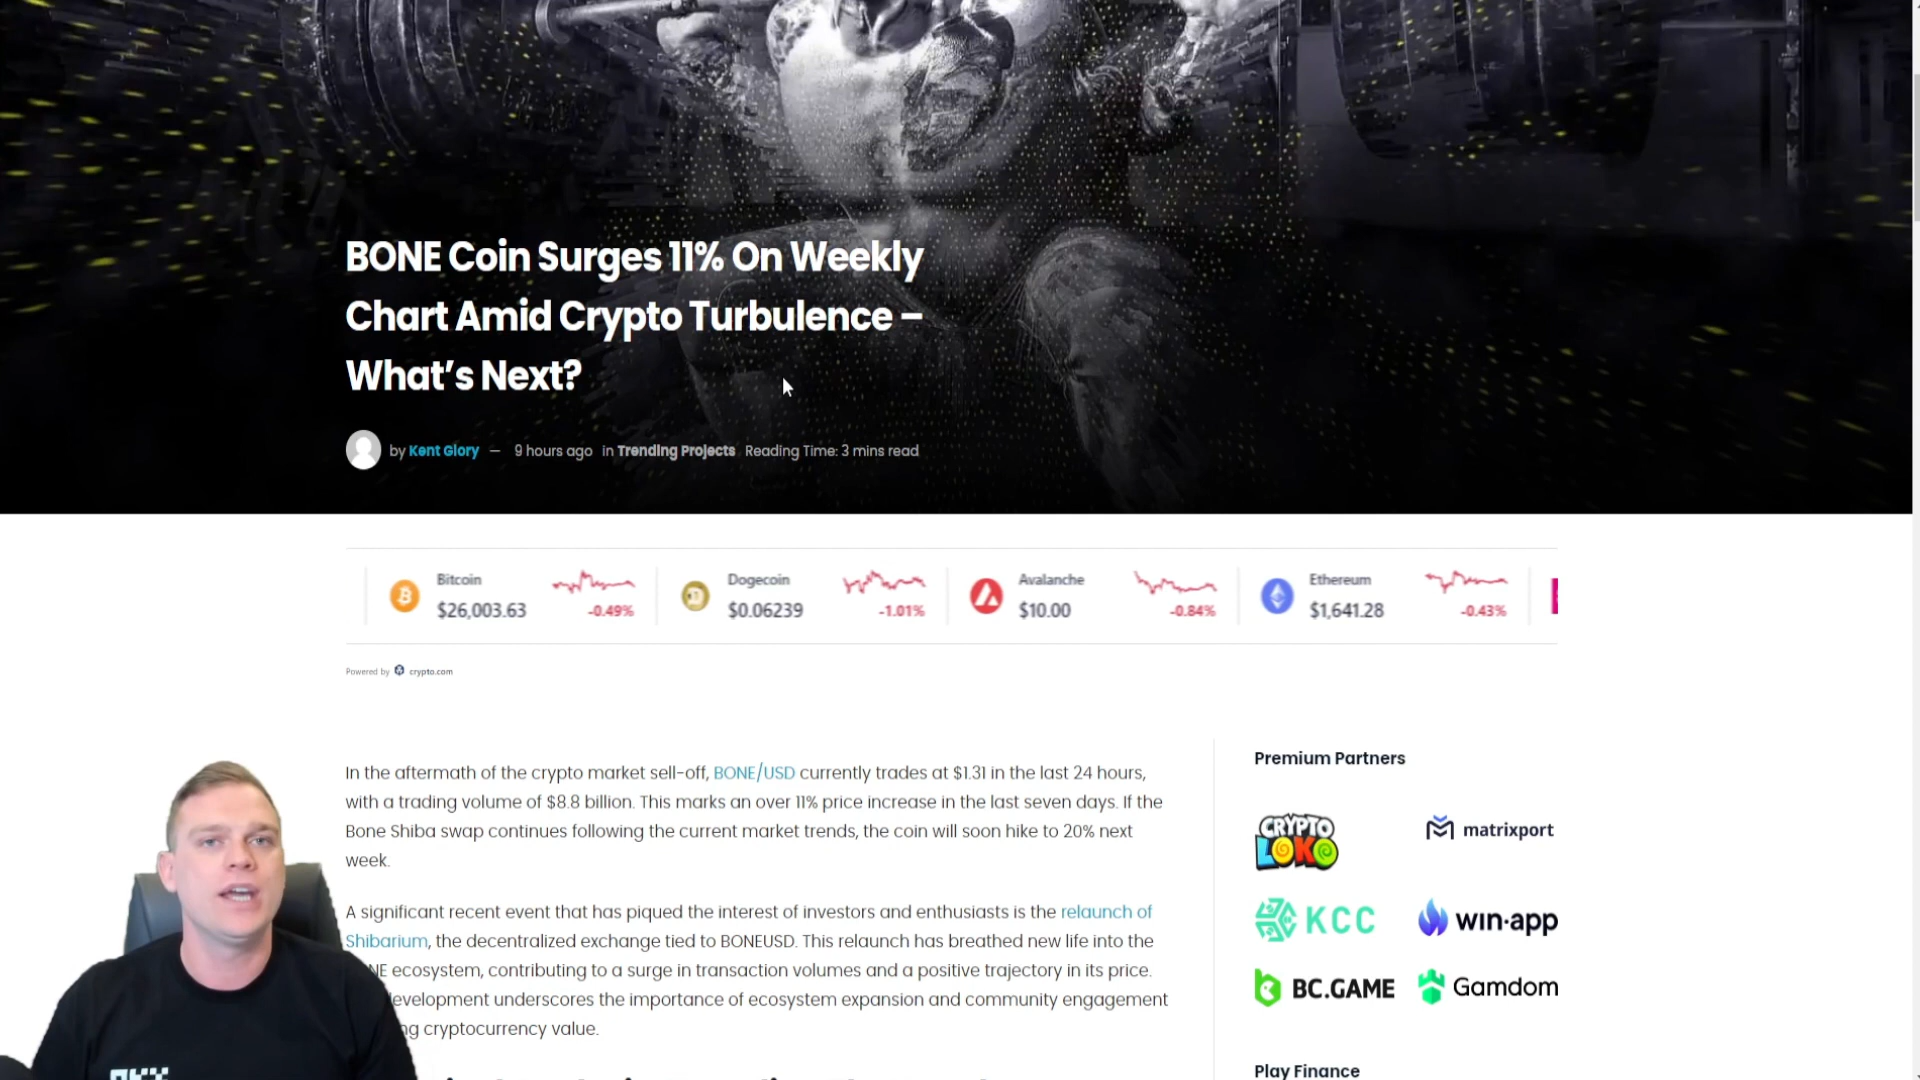 BONE Coin Surges 11% On Weekly
Chart Amid Crypto Turbulence –
What's Next?
by Kent Glory — 9 hours ago in Trending Projects Reading Time: 3 mins read
Bitcoin
$26,003.63 -0.49%
Dogecoin
$0.06239 -1.01%
Avalanche
$10.00 -0.84%
Ethereum
$1,641.28 -0.43%
Powered by crypto.com
In the aftermath of the crypto market sell-off, BONE/USD currently trades at $1.31 in the last 24 hours,
with a trading volume of $8.8 billion. This marks an over 11% price increase in the last seven days. If the
Bone Shiba swap continues following the current market trends, the coin will soon hike to 20% next
week.
A significant recent event that has piqued the interest of investors and enthusiasts is the relaunch of
Shibarium, the decentralized exchange tied to BONEUSD. This relaunch has breathed new life into the
NE ecosystem, contributing to a surge in transaction volumes and a positive trajectory in its price.
evelopment underscores the importance of ecosystem expansion and community engagement
ng cryptocurrency value.
Premium Partners
CRYPTO
LOKO
matrixport
KCC
win·app
BC.GAME
Gamdom
Play Finance